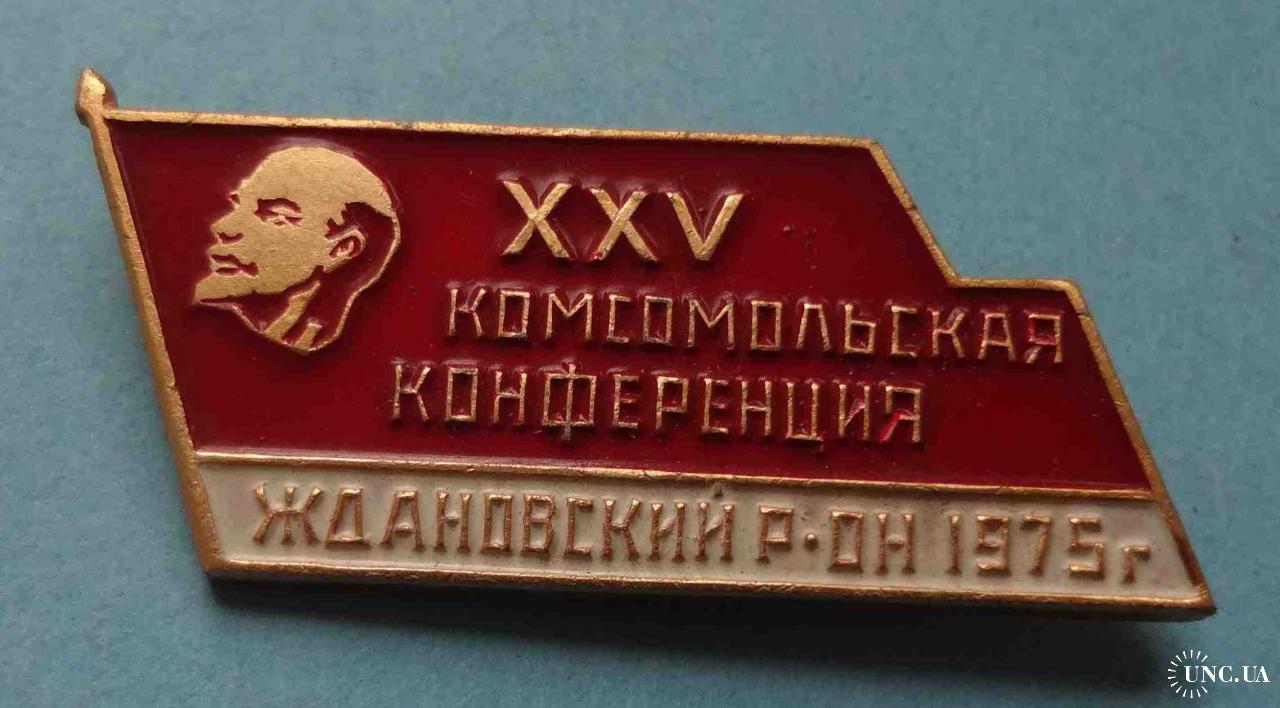 XXV
КОМСОМОЛЬСКАЯ
КОНФЕРЕНЦИЯ
ЖДАНОВСКИЙ Р-ОН 1975г
UNC.UA